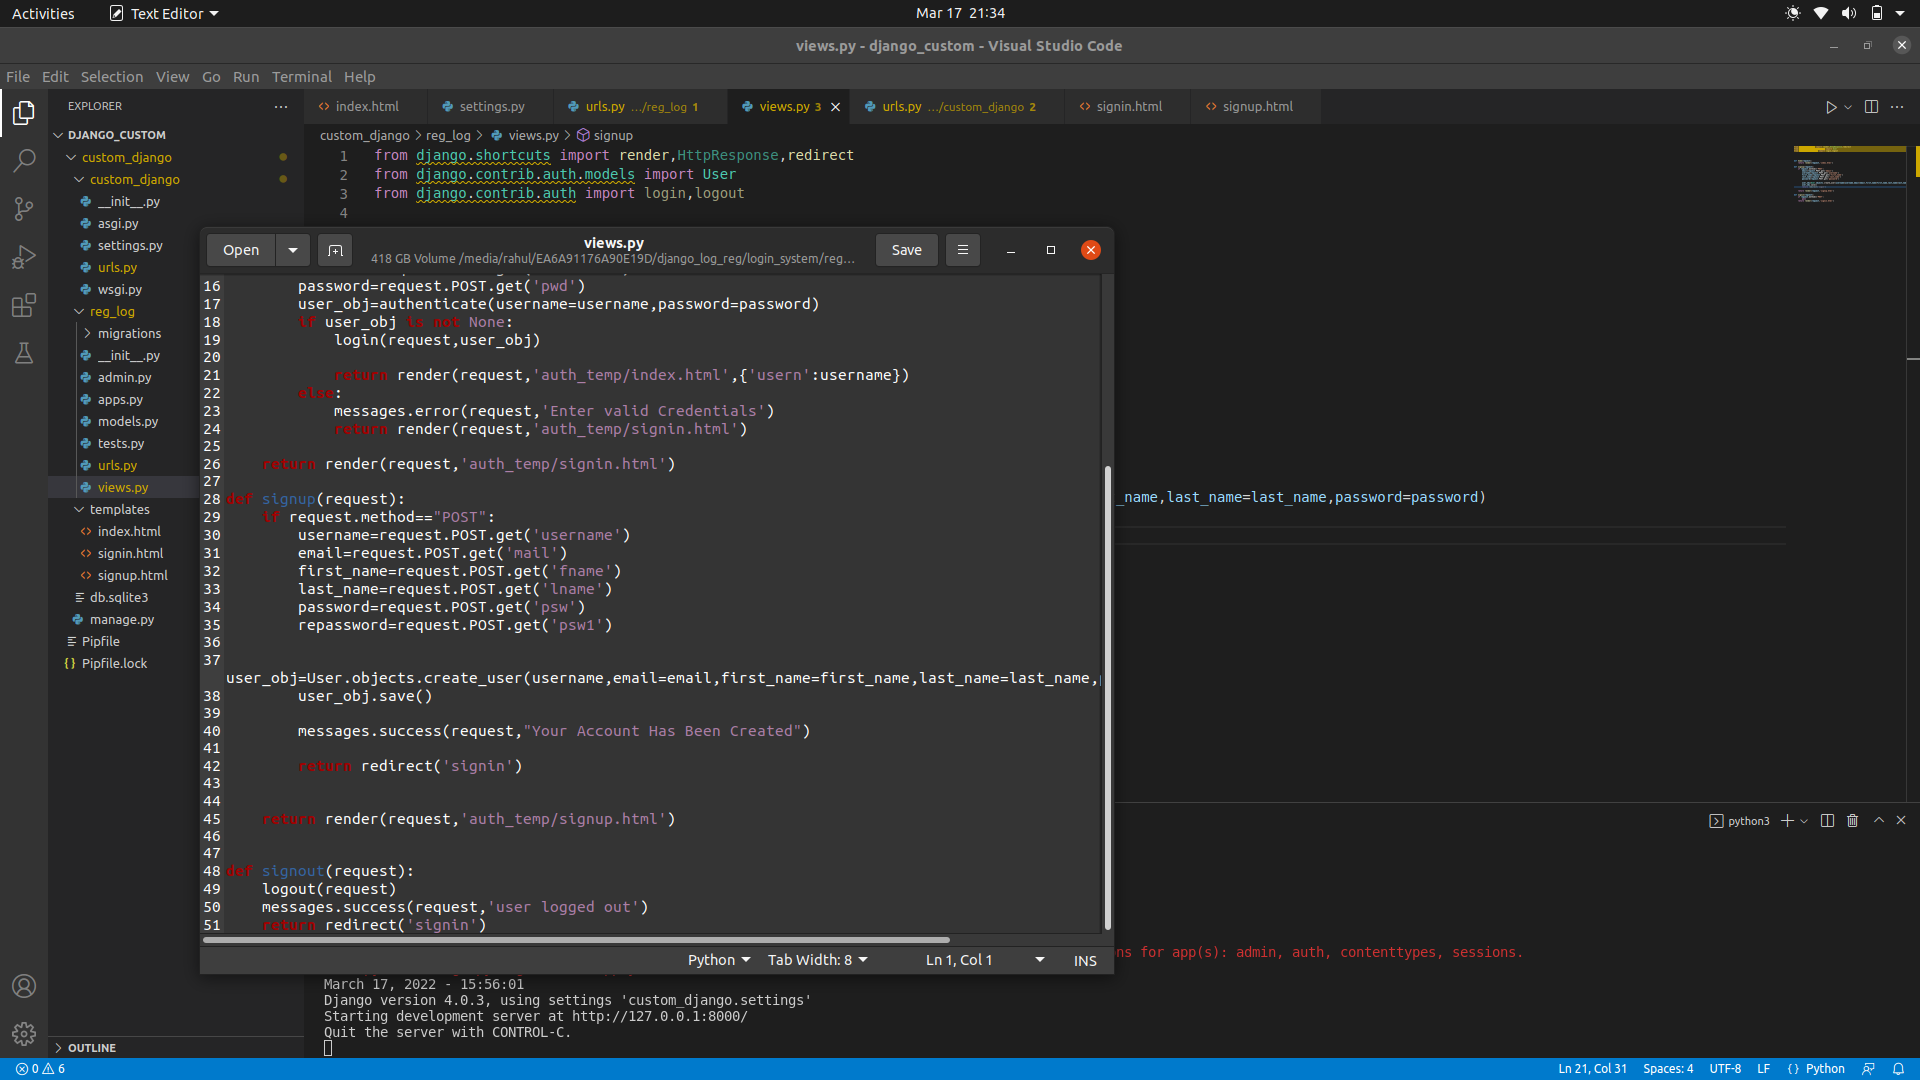 Activities
Text Editor
Mar 17 21:34
views.py - django_custom - Visual Studio Code
File Edit Selection View Go Run Terminal Help
EXPLORER
index.html
settings.py
urls.py .../reg_log 1
views.py 3
urls.py .../custom_django 2
signin.html
signup.html
DJANGO_CUSTOM
custom_django
custom_django
__init__.py
asgi.py
settings.py
urls.py
wsgi.py
reg_log
migrations
__init__.py
admin.py
apps.py
models.py
tests.py
urls.py
views.py
templates
index.html
signin.html
signup.html
db.sqlite3
manage.py
Pipfile
Pipfile.lock
OUTLINE
custom_django > reg_log > views.py > signup
1 from django.shortcuts import render,HttpResponse,redirect
2 from django.contrib.auth.models import User
3 from django.contrib.auth import login,logout
4
_name,last_name=last_name,password=password)
Open
views.py
418 GB Volume /media/rahul/EA6A91176A90E19D/django_log_reg/login_system/reg...
Save
16 password=request.POST.get('pwd')
17 user_obj=authenticate(username=username,password=password)
18 if user_obj is not None:
19 login(request,user_obj)
20
21 return render(request,'auth_temp/index.html',{'usern':username})
22 else:
23 messages.error(request,'Enter valid Credentials')
24 return render(request,'auth_temp/signin.html')
25
26 return render(request,'auth_temp/signin.html')
27
28 def signup(request):
29 if request.method=="POST":
30 username=request.POST.get('username')
31 email=request.POST.get('mail')
32 first_name=request.POST.get('fname')
33 last_name=request.POST.get('lname')
34 password=request.POST.get('psw')
35 repassword=request.POST.get('psw1')
36
37
user_obj=User.objects.create_user(username,email=email,first_name=first_name,last_name=last_name,
38 user_obj.save()
39
40 messages.success(request,"Your Account Has Been Created")
41
42 return redirect('signin')
43
44
45 return render(request,'auth_temp/signup.html')
46
47
48 def signout(request):
49 logout(request)
50 messages.success(request,'user logged out')
51 return redirect('signin')
Python
Tab Width: 8
Ln 1, Col 1
INS
python3
ns for app(s): admin, auth, contenttypes, sessions.
March 17, 2022 - 15:56:01
Django version 4.0.3, using settings 'custom_django.settings'
Starting development server at http://127.0.0.1:8000/
Quit the server with CONTROL-C.
0 6
Ln 21, Col 31
Spaces: 4
UTF-8
LF
{} Python